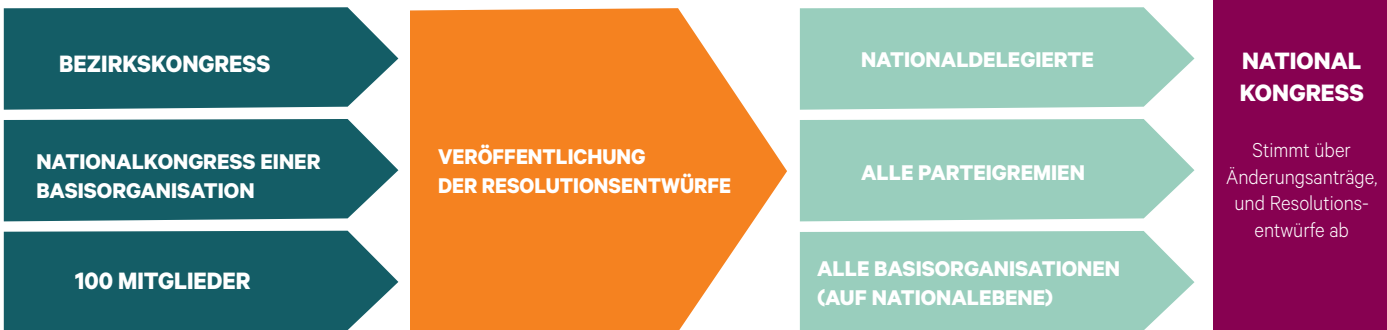 BEZIRKSKONGRESS
NATIONALKONGRESS EINER
BASISORGANISATION
100 MITGLIEDER
VERÖFFENTLICHUNG
DER RESOLUTIONSENTWÜRFE
NATIONALDELEGIERTE
ALLE PARTEIGREMIEN
ALLE BASISORGANISATIONEN
(AUF NATIONALEBENE)
NATIONAL
KONGRESS
Stimmt über
Änderungsanträge,
und Resolutions-
entwürfe ab